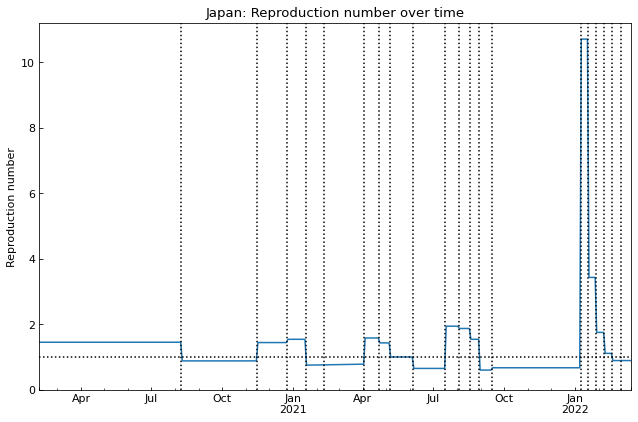 Japan: Reproduction number over time
Reproduction number
10
8
6
4
2
0
Apr
Jul
Oct
Jan
2021
Apr
Jul
Oct
Jan
2022